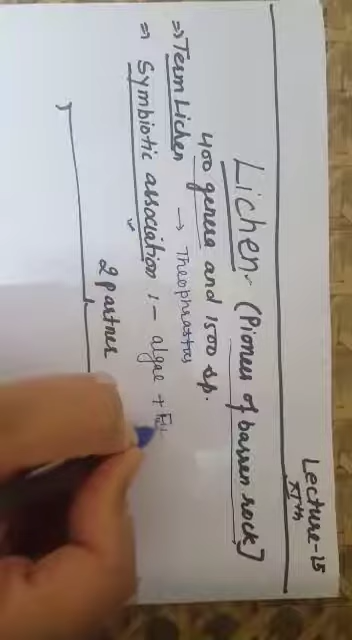 Lecture-15
XIth
Lichen. (Pioneer of barren rock]
400 genera and 1500 sp.
⇒ Term Lichen → Theophrastus
⇒ Symbiotic association :- algae + Fu
2 partner